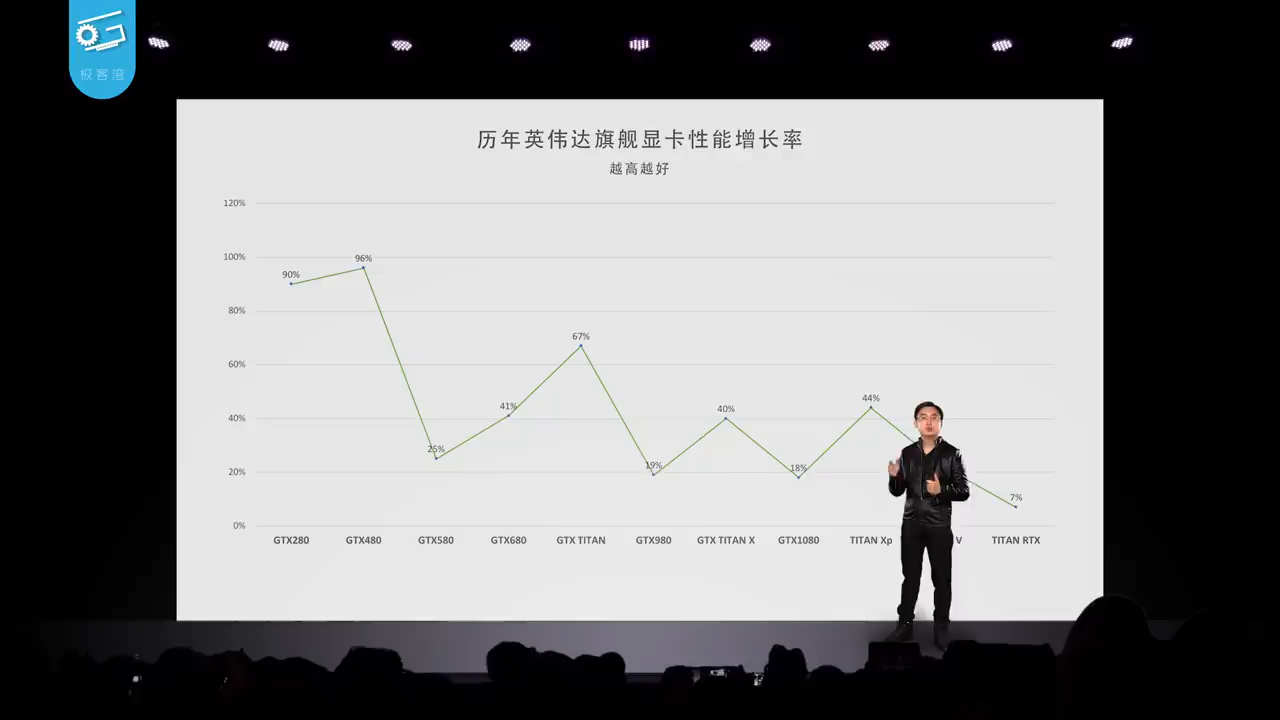 极客湾
历年英伟达旗舰显卡性能增长率
越高越好
120%
100%
80%
60%
40%
20%
0%
90%
96%
25%
41%
67%
19%
40%
18%
44%
7%
GTX280
GTX480
GTX580
GTX680
GTX TITAN
GTX980
GTX TITAN X
GTX1080
TITAN Xp
V
TITAN RTX